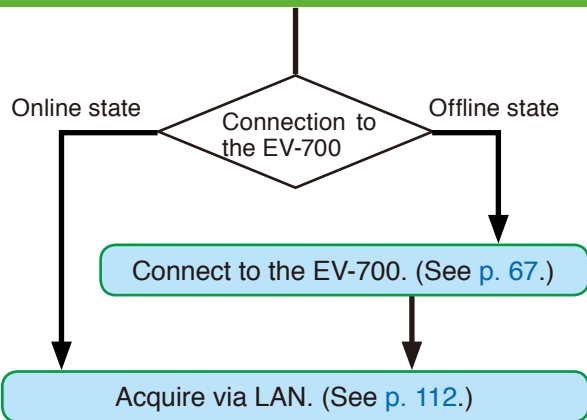 Online state
Offline state
Connection to
the EV-700
Connect to the EV-700. (See p. 67.)
Acquire via LAN. (See p. 112.)